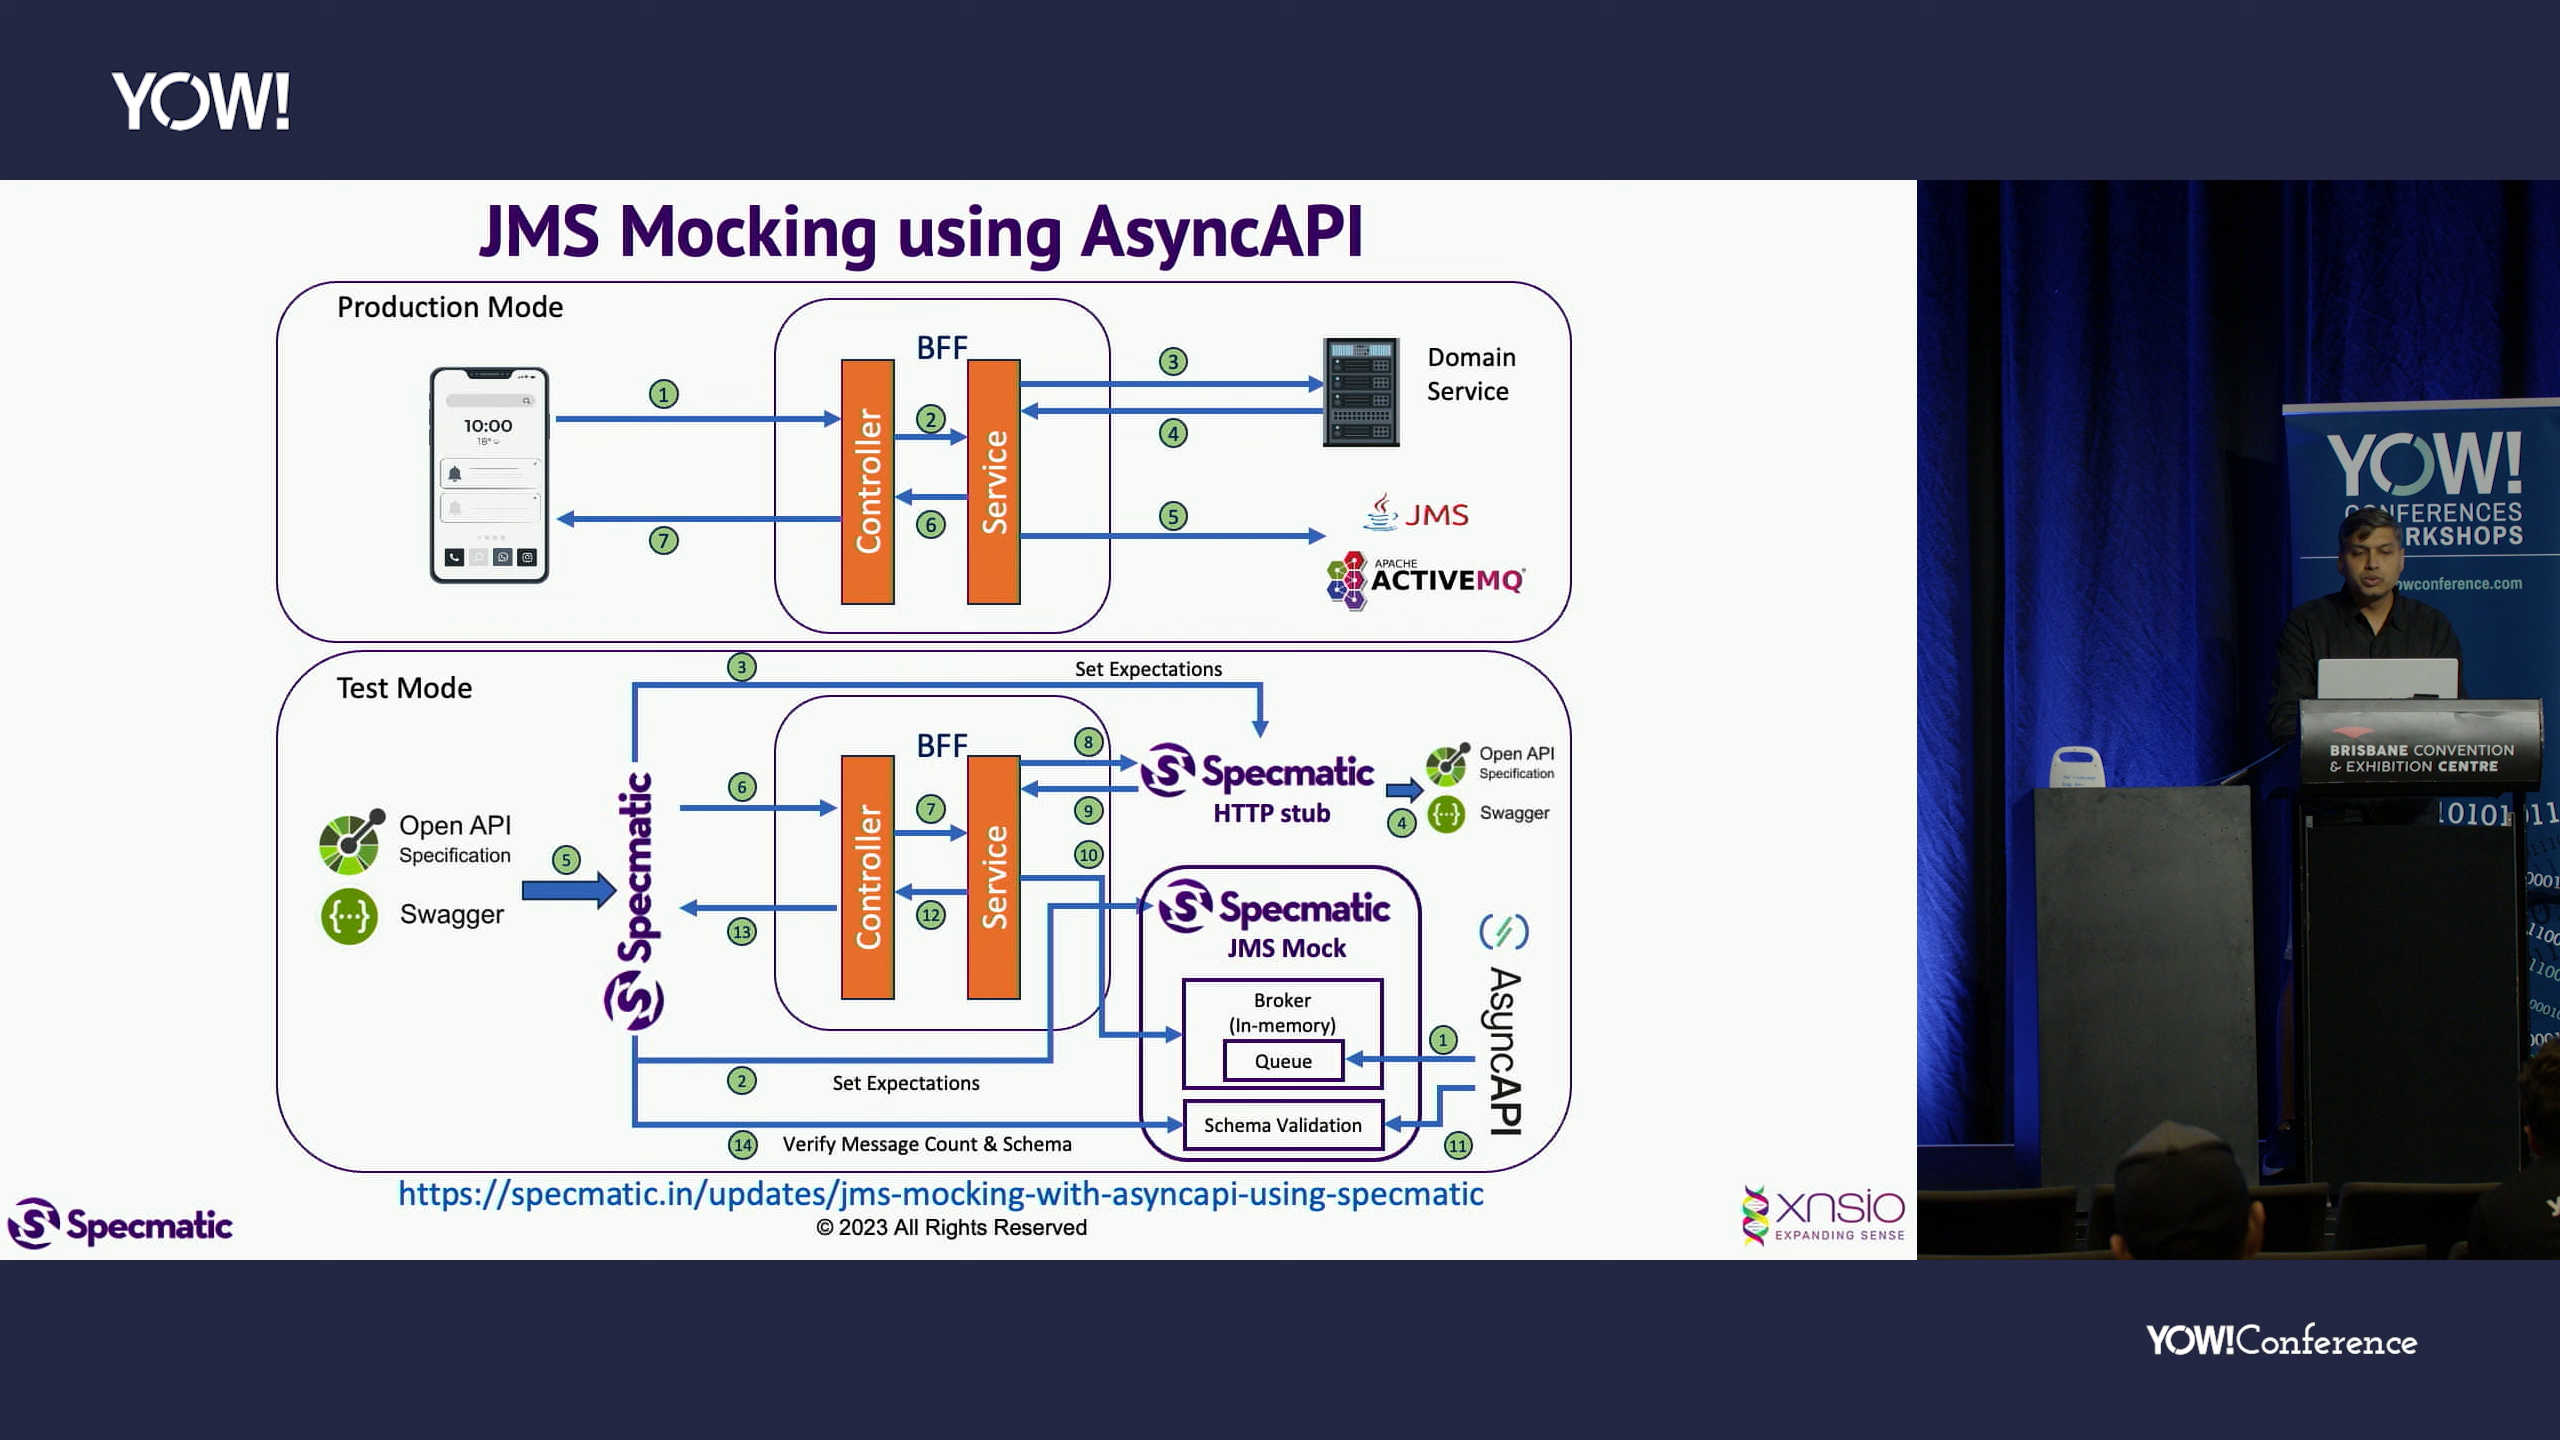 YOW!
JMS Mocking using AsyncAPI
Production Mode
BFF
Controller
Service
10:00
18°
1
2
3
4
5
6
7
Domain
Service
JMS
APACHE
ACTIVEMQ
Test Mode
3
Set Expectations
BFF
Controller
Service
Open API
Specification
Swagger
5
Specmatic
6
7
8
9
10
12
13
Specmatic
HTTP stub
4
Open API
Specification
Swagger
Specmatic
JMS Mock
Broker
(In-memory)
Queue
Schema Validation
1
11
AsyncAPI
2
Set Expectations
14
Verify Message Count & Schema
https://specmatic.in/updates/jms-mocking-with-asyncapi-using-specmatic
© 2023 All Rights Reserved
Specmatic
xnsio
EXPANDING SENSE
YOW!
CONFERENCES
RKSHOPS
owconference.com
BRISBANE CONVENTION
& EXHIBITION CENTRE
YOW!Conference